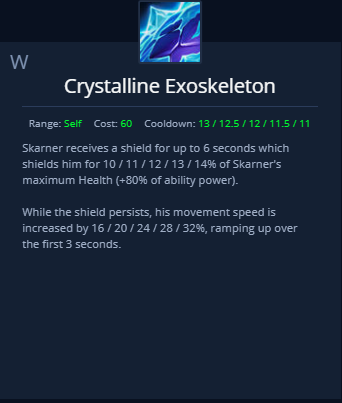 W
Crystalline Exoskeleton
Range: Self Cost: 60 Cooldown: 13 / 12.5 / 12 / 11.5 / 11
Skarner receives a shield for up to 6 seconds which
shields him for 10 / 11 / 12 / 13 / 14% of Skarner's
maximum Health (+80% of ability power).
While the shield persists, his movement speed is
increased by 16 / 20 / 24 / 28 / 32%, ramping up over
the first 3 seconds.